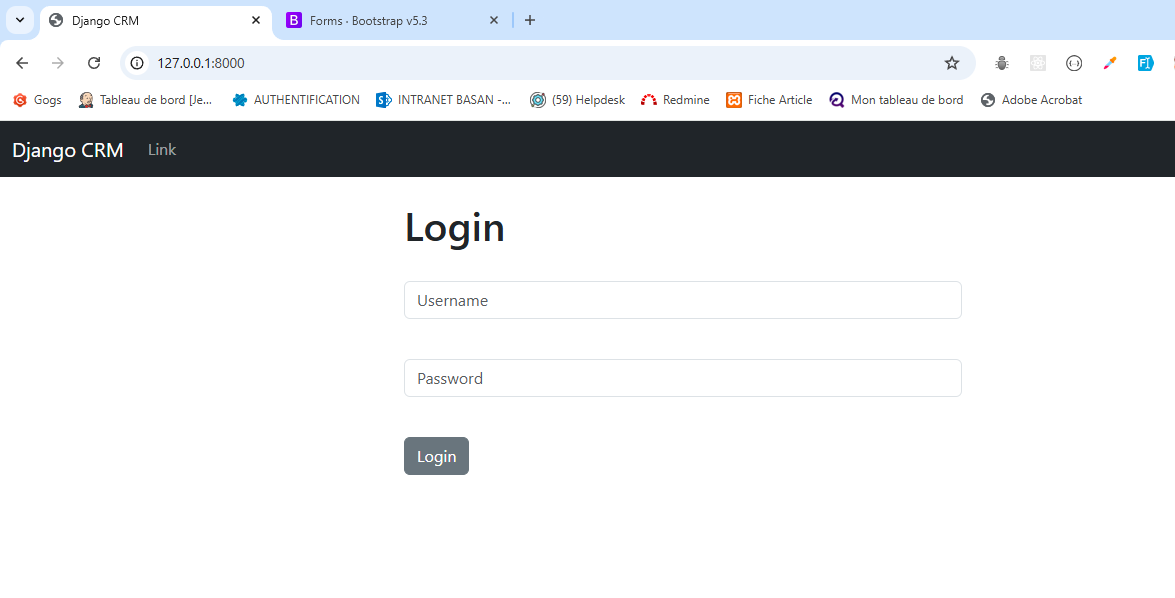 Django CRM
Forms · Bootstrap v5.3
127.0.0.1:8000
Gogs
Tableau de bord [Je...
AUTHENTIFICATION
INTRANET BASAN -...
(59) Helpdesk
Redmine
Fiche Article
Mon tableau de bord
Adobe Acrobat
Django CRM
Link
Login
Username
Password
Login